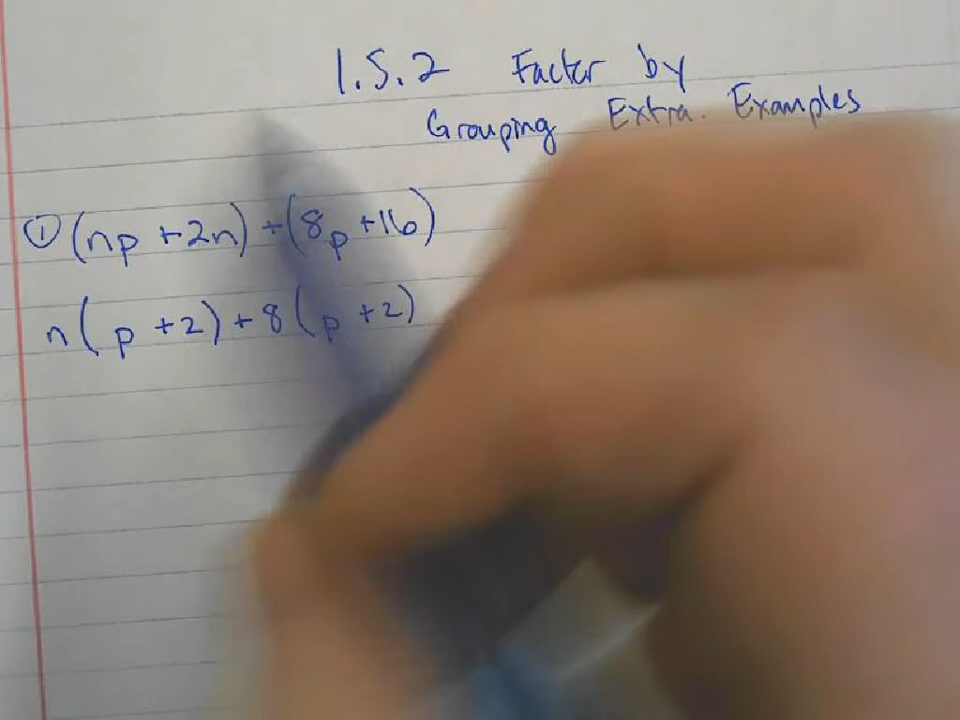 1.5.2 Factor by
Grouping Extra. Examples
① (np +2n) + (8p +16)
n(p +2) + 8(p +2)